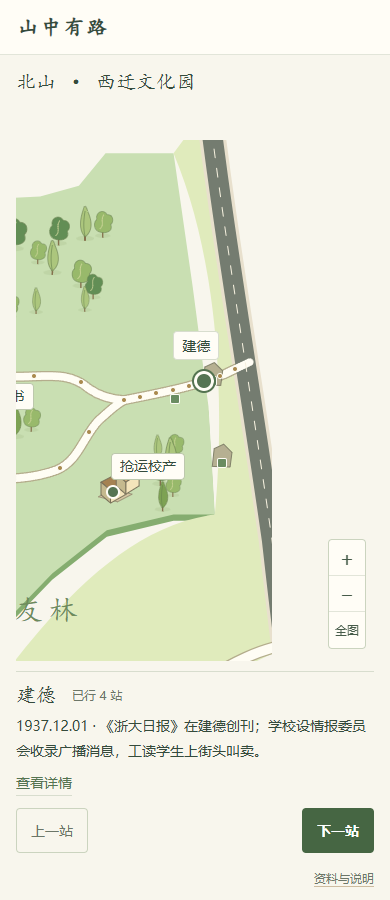 山中有路
北山 • 西迁文化园
建德
书
抢运校产
友林
+
−
全图
建德 已行 4 站
1937.12.01 · 《浙大日报》在建德创刊；学校设情报委员
会收录广播消息，工读学生上街头叫卖。
查看详情
上一站
下一站
资料与说明